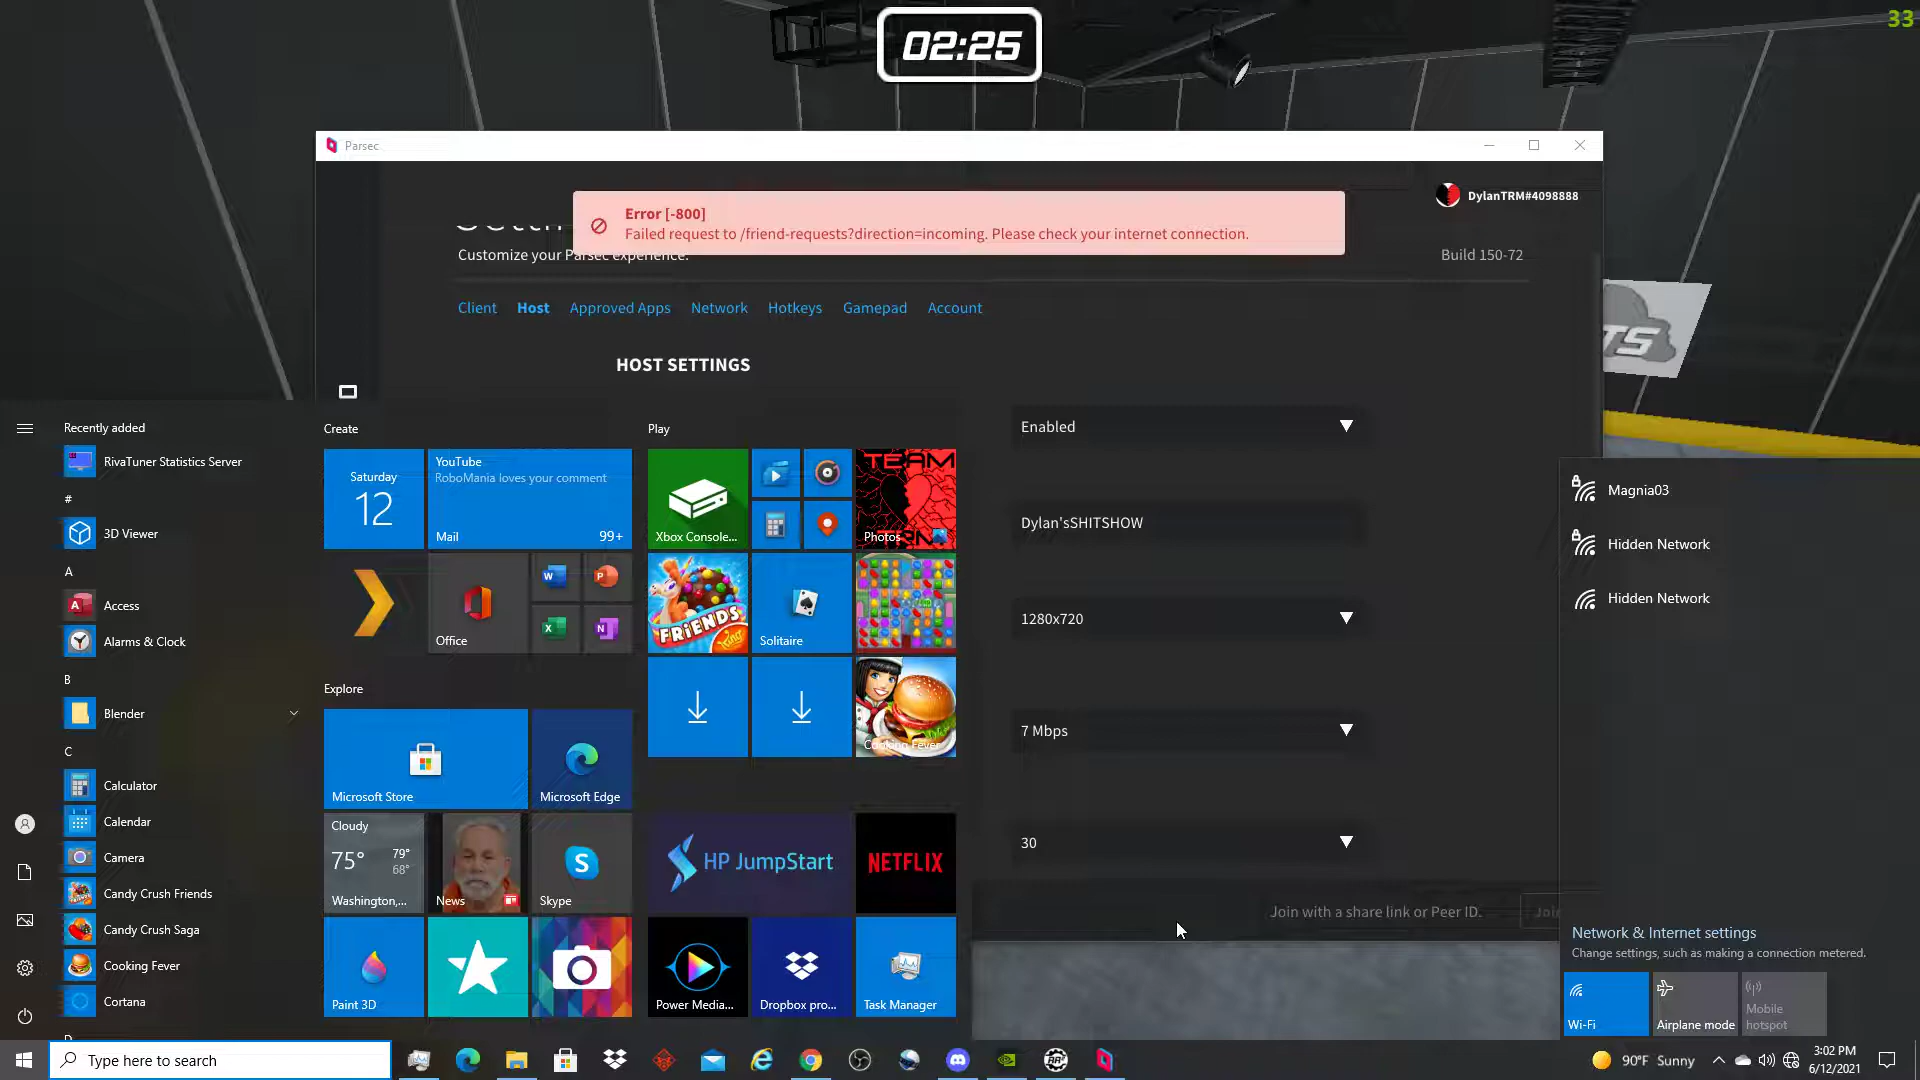 33
02:25
Parsec
DylanTRM#4098888
Error [-800]
Failed request to /friend-requests?direction=incoming. Please check your internet connection.
Customize your Parsec experience.
Build 150-72
Client
Host
Approved Apps
Network
Hotkeys
Gamepad
Account
HOST SETTINGS
Enabled
Dylan'sSHITSHOW
1280x720
7 Mbps
30
Join with a share link or Peer ID.
Recently added
RivaTuner Statistics Server
#
3D Viewer
A
Access
Alarms & Clock
B
Blender
C
Calculator
Calendar
Camera
Candy Crush Friends
Candy Crush Saga
Cooking Fever
Cortana
Create
Saturday
12
YouTube
RoboMania loves your comment
Mail
99+
Office
Explore
Microsoft Store
Microsoft Edge
Cloudy
75°
79°
68°
Washington,...
News
Skype
Paint 3D
Play
Xbox Console...
TEAM
Photos
FRIENDS
King
Solitaire
Cooking Fever
HP JumpStart
NETFLIX
Power Media...
Dropbox pro...
Task Manager
Magnia03
Hidden Network
Hidden Network
Network & Internet settings
Change settings, such as making a connection metered.
Wi-Fi
Airplane mode
Mobile
hotspot
Type here to search
90°F Sunny
3:02 PM
6/12/2021